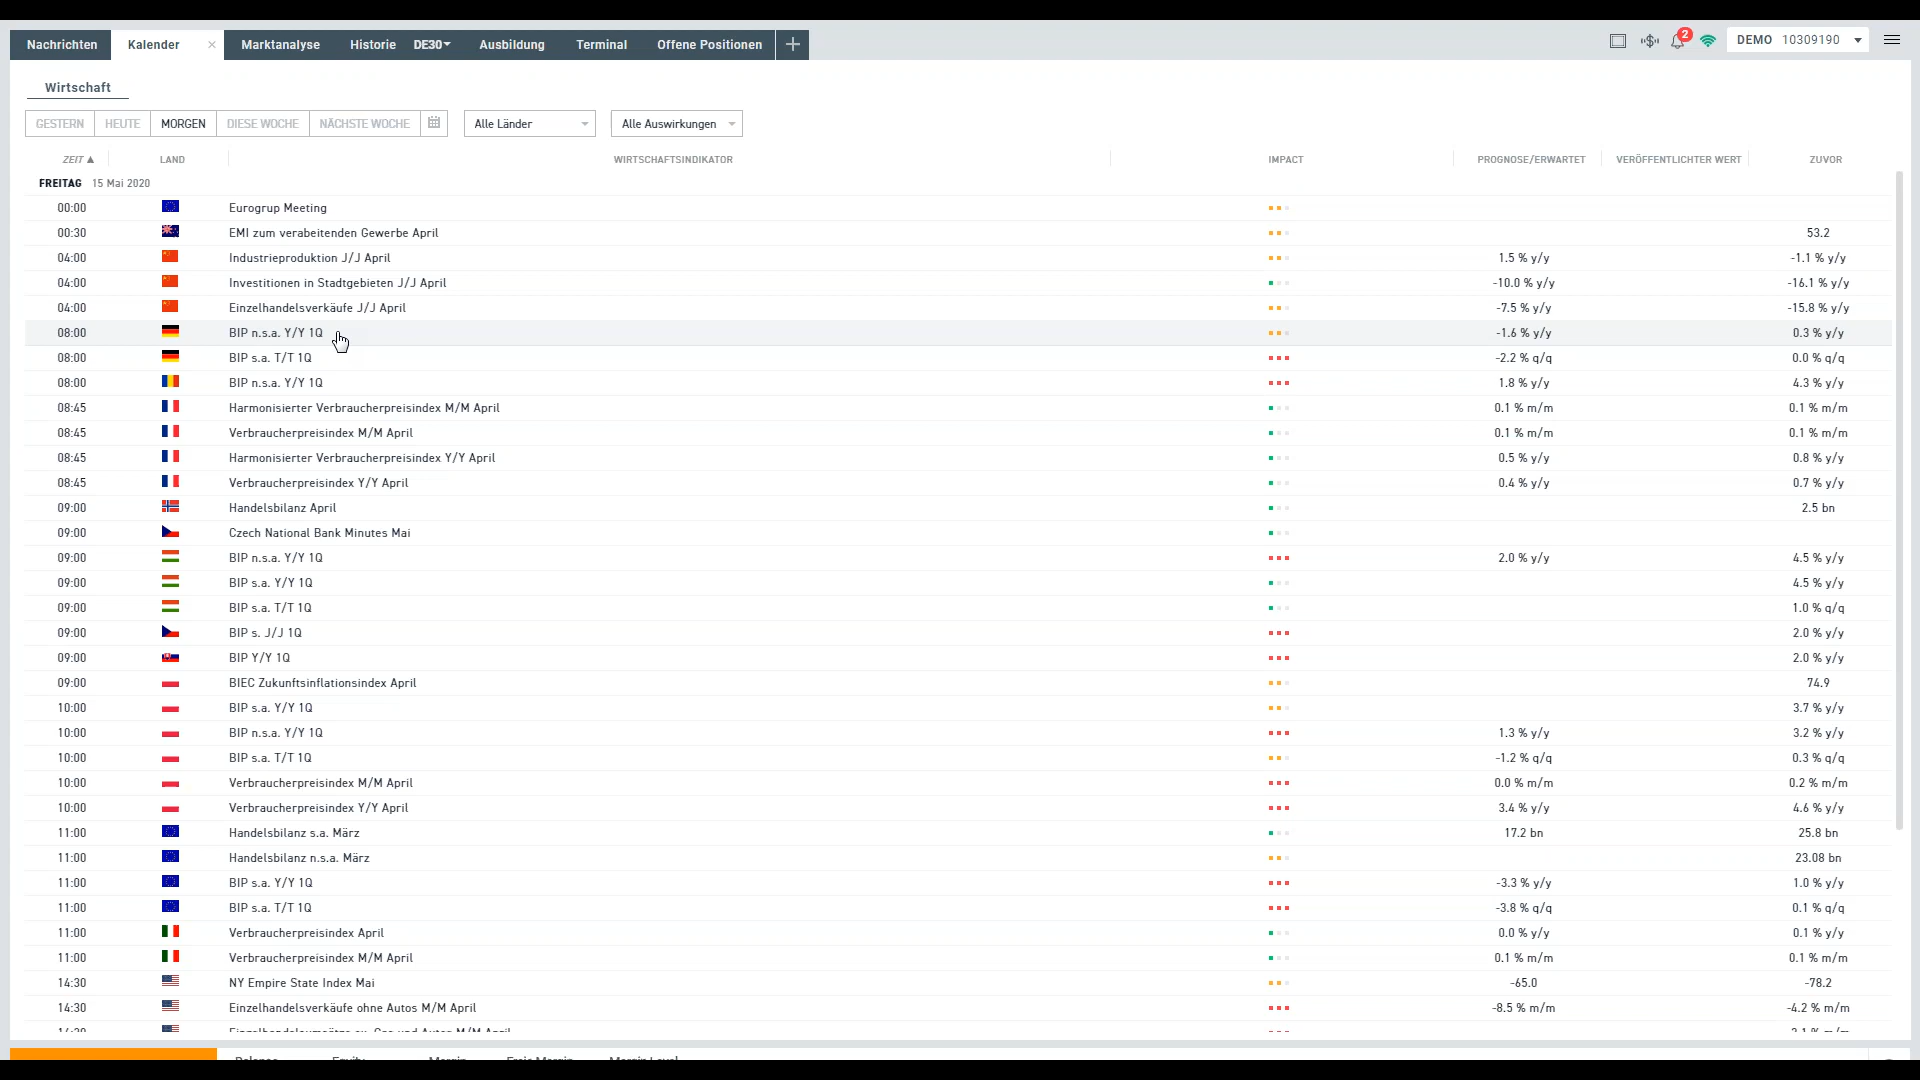 Nachrichten Kalender Marktanalyse Historie DE30 Ausbildung Terminal Offene Positionen 2 DEMO 10309190
Wirtschaft
GESTERN HEUTE MORGEN DIESE WOCHE NÄCHSTE WOCHE Alle Länder Alle Auswirkungen
ZEIT LAND WIRTSCHAFTSINDIKATOR IMPACT PROGNOSE/ERWARTET VERÖFFENTLICHTER WERT ZUVOR
FREITAG 15 Mai 2020
00:00 Eurogrup Meeting
00:30 EMI zum verabeitenden Gewerbe April 53.2
04:00 Industrieproduktion J/J April 1.5 % y/y -1.1 % y/y
04:00 Investitionen in Stadtgebieten J/J April -10.0 % y/y -16.1 % y/y
04:00 Einzelhandelsverkäufe J/J April -7.5 % y/y -15.8 % y/y
08:00 BIP n.s.a. Y/Y 1Q -1.6 % y/y 0.3 % y/y
08:00 BIP s.a. T/T 1Q -2.2 % q/q 0.0 % q/q
08:00 BIP n.s.a. Y/Y 1Q 1.8 % y/y 4.3 % y/y
08:45 Harmonisierter Verbraucherpreisindex M/M April 0.1 % m/m 0.1 % m/m
08:45 Verbraucherpreisindex M/M April 0.1 % m/m 0.1 % m/m
08:45 Harmonisierter Verbraucherpreisindex Y/Y April 0.5 % y/y 0.8 % y/y
08:45 Verbraucherpreisindex Y/Y April 0.4 % y/y 0.7 % y/y
09:00 Handelsbilanz April 2.5 bn
09:00 Czech National Bank Minutes Mai
09:00 BIP n.s.a. Y/Y 1Q 2.0 % y/y 4.5 % y/y
09:00 BIP s.a. Y/Y 1Q 4.5 % y/y
09:00 BIP s.a. T/T 1Q 1.0 % q/q
09:00 BIP s. J/J 1Q 2.0 % y/y
09:00 BIP Y/Y 1Q 2.0 % y/y
09:00 BIEC Zukunftsinflationsindex April 74.9
10:00 BIP s.a. Y/Y 1Q 3.7 % y/y
10:00 BIP n.s.a. Y/Y 1Q 1.3 % y/y 3.2 % y/y
10:00 BIP s.a. T/T 1Q -1.2 % q/q 0.3 % q/q
10:00 Verbraucherpreisindex M/M April 0.0 % m/m 0.2 % m/m
10:00 Verbraucherpreisindex Y/Y April 3.4 % y/y 4.6 % y/y
11:00 Handelsbilanz s.a. März 17.2 bn 25.8 bn
11:00 Handelsbilanz n.s.a. März 23.08 bn
11:00 BIP s.a. Y/Y 1Q -3.3 % y/y 1.0 % y/y
11:00 BIP s.a. T/T 1Q -3.8 % q/q 0.1 % q/q
11:00 Verbraucherpreisindex April 0.0 % y/y 0.1 % y/y
11:00 Verbraucherpreisindex M/M April 0.1 % m/m 0.1 % m/m
14:30 NY Empire State Index Mai -65.0 -78.2
14:30 Einzelhandelsverkäufe ohne Autos M/M April -8.5 % m/m -4.2 % m/m
Balance Equity Margin Freie Margin Margin Level